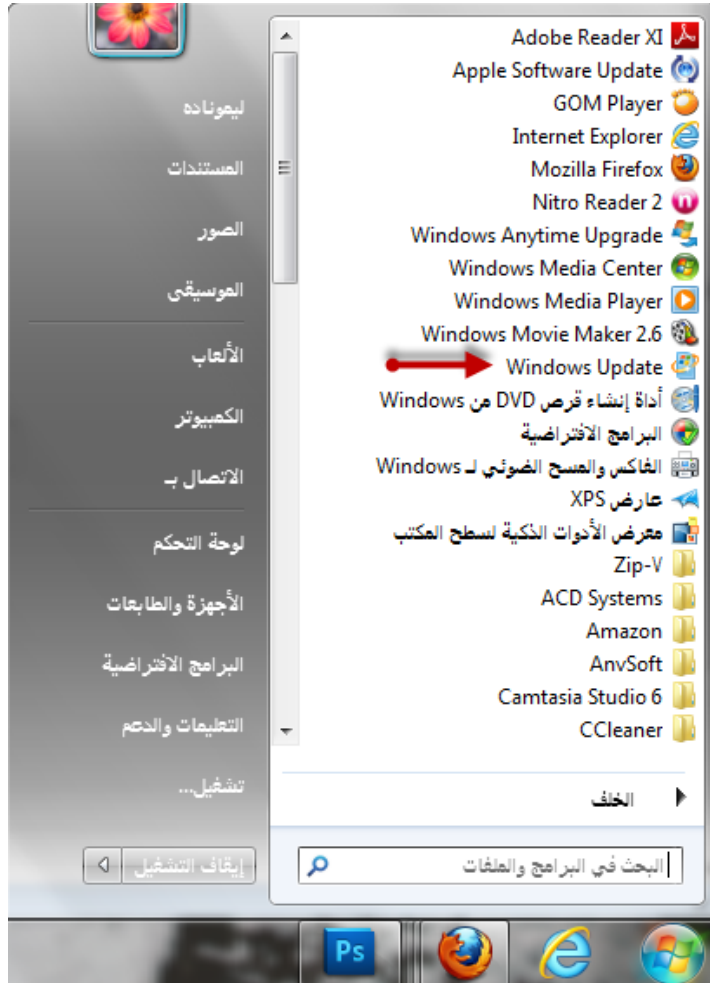 Adobe Reader XI
Apple Software Update
GOM Player
Internet Explorer
Mozilla Firefox
Nitro Reader 2
Windows Anytime Upgrade
Windows Media Center
Windows Media Player
Windows Movie Maker 2.6
Windows Update
أداة إنشاء قرص DVD من Windows
البرامج الافتراضية
الفاكس والمسح الضوئي لـ Windows
عارض XPS
معرض الأدوات الذكية لسطح المكتب
Zip-V
ACD Systems
Amazon
AnvSoft
Camtasia Studio 6
CCleaner
الخلف
البحث في البرامج والملفات
ليموناده
المستندات
الصور
الموسيقى
الألعاب
الكمبيوتر
الاتصال بـ
لوحة التحكم
الأجهزة والطابعات
البرامج الافتراضية
التعليمات والدعم
تشغيل...
إيقاف التشغيل
Ps